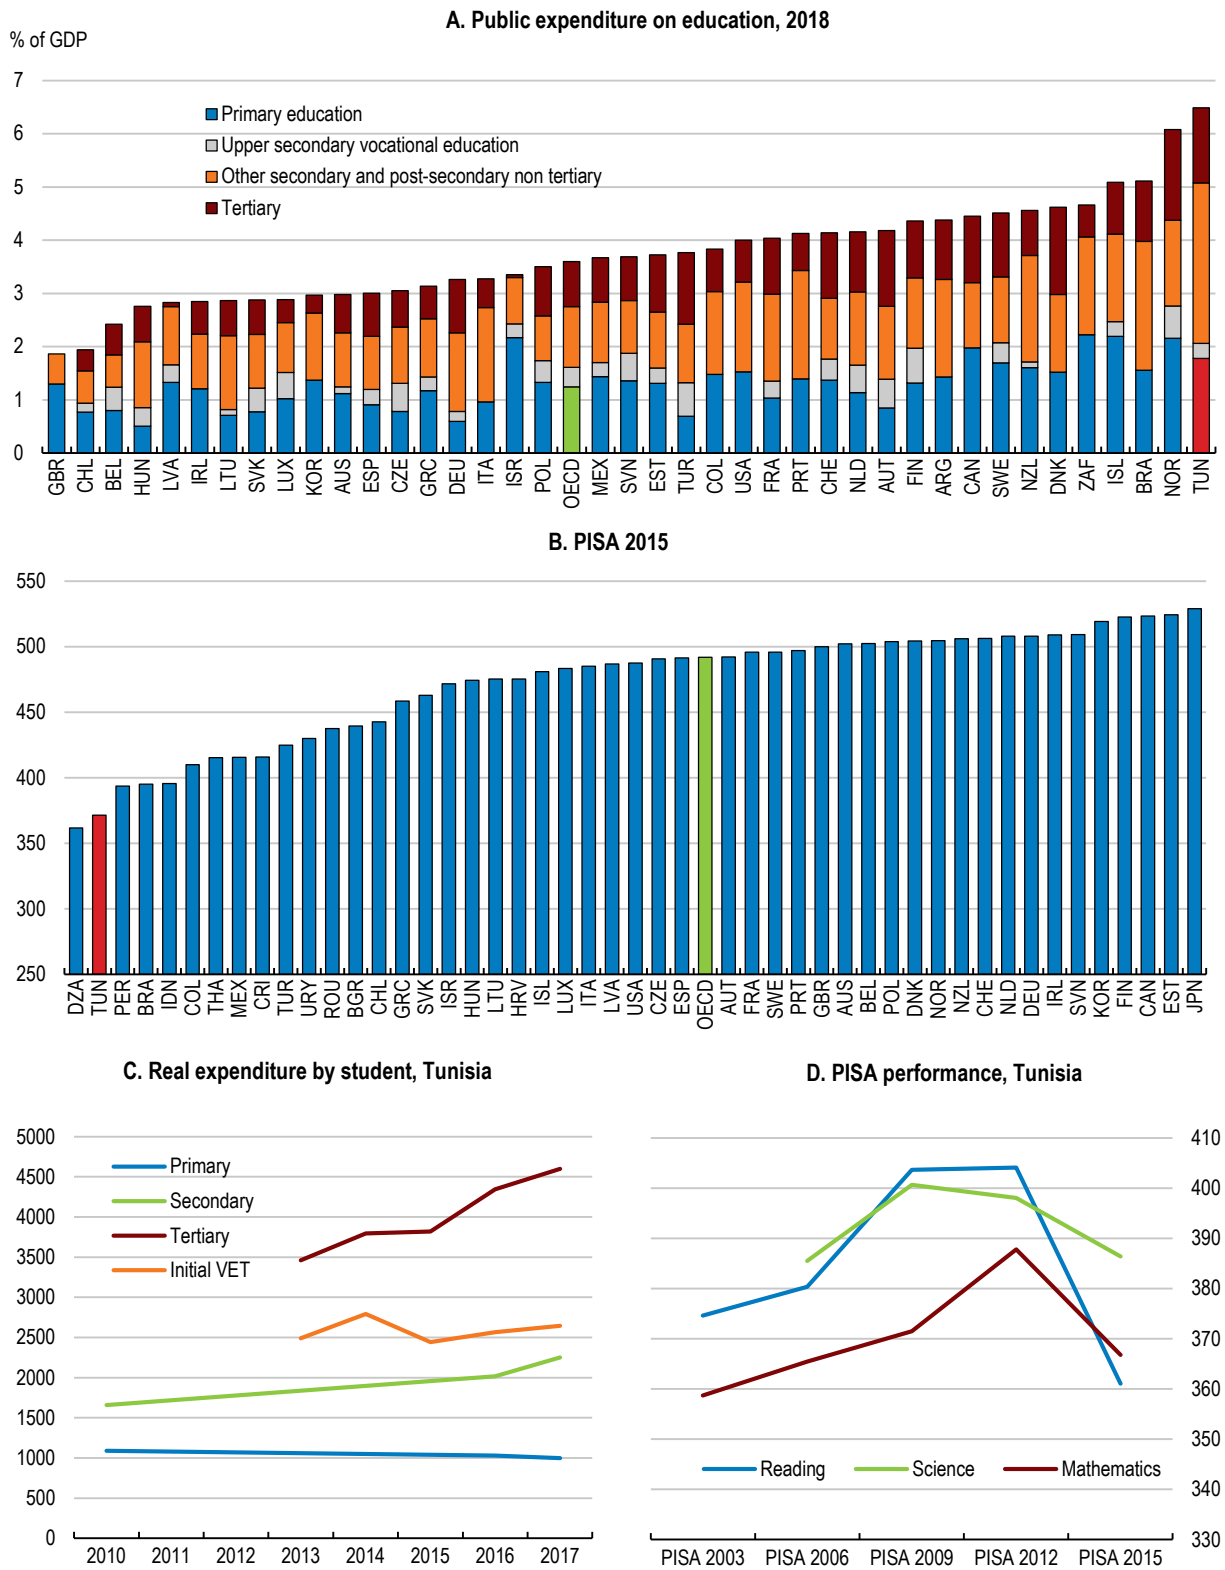 A. Public expenditure on education, 2018
% of GDP
7
6
5
4
3
2
1
0
Primary education
Upper secondary vocational education
Other secondary and post-secondary non tertiary
Tertiary
GBR CHL BEL HUN LVA IRL LTU SVK LUX KOR AUS ESP CZE GRC DEU ITA ISR POL OECD MEX SVN EST TUR COL USA FRA PRT CHE NLD AUT FIN ARG CAN SWE NZL DNK ZAF ISL BRA NOR TUN
B. PISA 2015
550
500
450
400
350
300
250
DZA TUN PER BRA IDN COL THA MEX CRI TUR URY ROU BGR CHL GRC SVK ISR HUN LTU HRV ISL LUX ITA LVA USA CZE ESP OECD AUT FRA SWE PRT GBR AUS BEL POL DNK NOR NZL CHE NLD DEU IRL SVN KOR FIN CAN EST JPN
C. Real expenditure by student, Tunisia
5000
4500
4000
3500
3000
2500
2000
1500
1000
500
0
Primary
Secondary
Tertiary
Initial VET
2010 2011 2012 2013 2014 2015 2016 2017
D. PISA performance, Tunisia
410
400
390
380
370
360
350
340
330
Reading Science Mathematics
PISA 2003 PISA 2006 PISA 2009 PISA 2012 PISA 2015